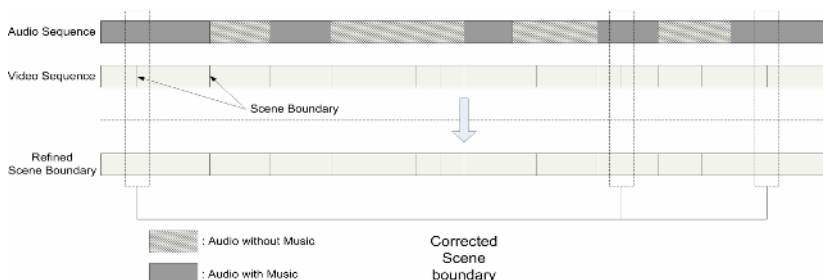 Audio Sequence
Video Sequence
Scene Boundary
Refined
Scene Boundary
: Audio without Music
: Audio with Music
Corrected
Scene
boundary